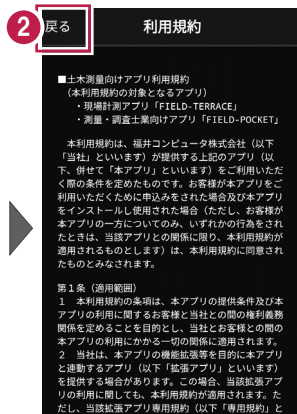 2
戻る
利用規約
■土木測量向けアプリ利用規約
（本利用規約の対象となるアプリ）
・現場計測アプリ「FIELD-TERRACE」
・測量・調査士業向けアプリ「FIELD-POCKET」
本利用規約は、福井コンピュータ株式会社（以下
「当社」といいます）が提供する上記のアプリ（以
下、併せて「本アプリ」といいます）をご利用いただ
く際の条件を定めたものです。お客様が本アプリをご
利用いただくために申込みをされた場合及び本アプリ
をインストールし使用された場合（ただし、お客様が
本アプリの一方についてのみ、いずれかの行為をされ
たときは、当該アプリとの関係に限り、本利用規約が
適用されるものとします）は、本利用規約に同意され
たものとみなされます。
第１条（適用範囲）
１　本利用規約の条項は、本アプリの提供条件及び本
アプリの利用に関するお客様と当社との間の権利義務
関係を定めることを目的とし、当社とお客様との間の
本アプリの利用にかかる一切の関係に適用されます。
２　当社は、本アプリの機能拡張等を目的に本アプリ
と連動するアプリ（以下「拡張アプリ」といいます）
を提供する場合があります。この場合、当該拡張アプ
リの利用に関しても、本利用規約が適用されます。た
だし、当該拡張アプリ専用規約（以下「専用規約」と